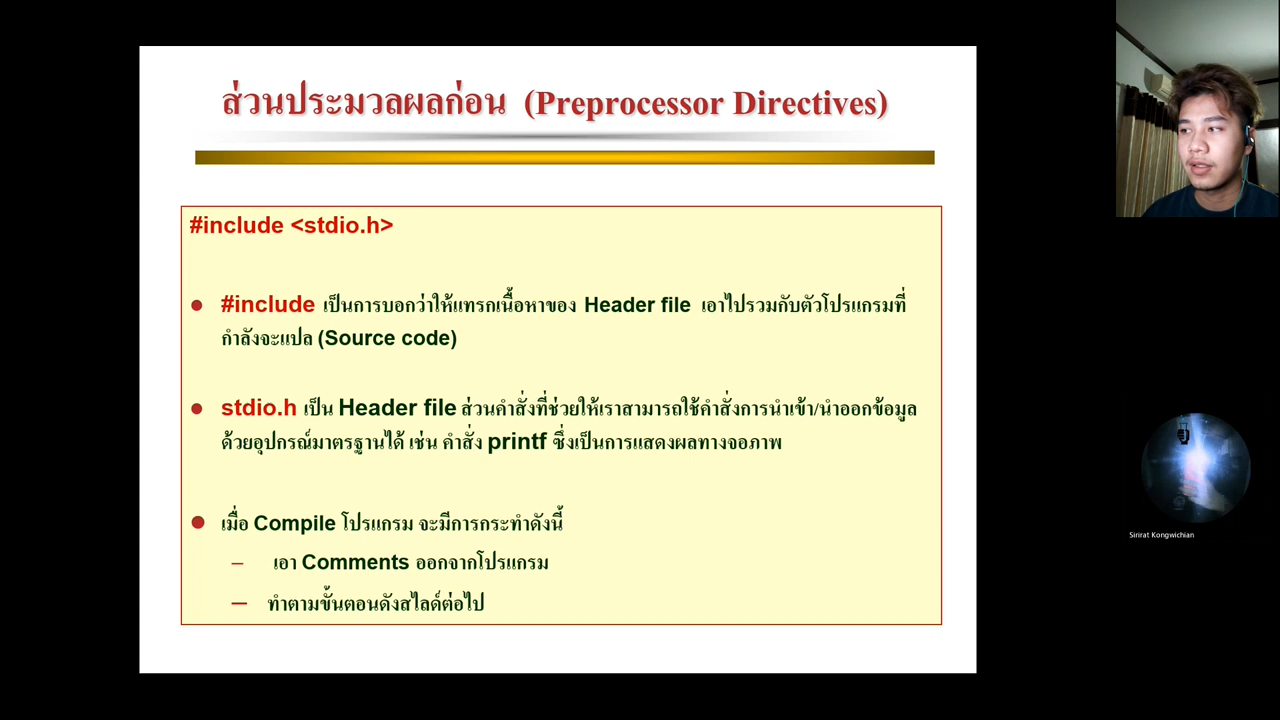 ส่วนประมวลผลก่อน (Preprocessor Directives)
#include <stdio.h>
● #include เป็นการบอกว่าให้แทรกเนื้อหาของ Header file เอาไปรวมกับตัวโปรแกรมที่
กำลังจะแปล (Source code)
● stdio.h เป็น Header file ส่วนคำสั่งที่ช่วยให้เราสามารถใช้คำสั่งการนำเข้า/นำออกข้อมูล
ด้วยอุปกรณ์มาตรฐานได้ เช่น คำสั่ง printf ซึ่งเป็นการแสดงผลทางจอภาพ
● เมื่อ Compile โปรแกรม จะมีการกระทำดังนี้
– เอา Comments ออกจากโปรแกรม
– ทำตามขั้นตอนดังสไลด์ต่อไป
Sirirat Kongwichian